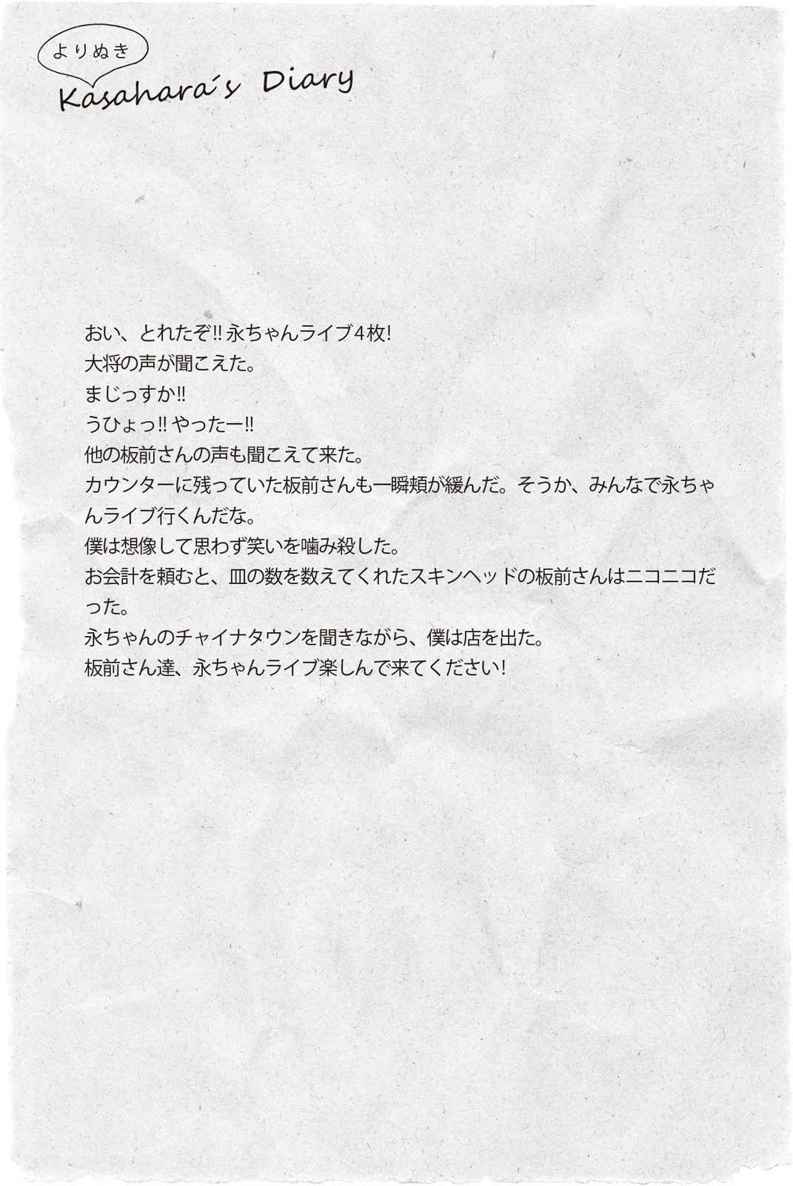 よりぬき
Kasahara´s Diary
おい、とれたぞ!! 永ちゃんライブ4枚!
大将の声が聞こえた。
まじっすか!!
うひょっ!! やったー!!
他の板前さんの声も聞こえて来た。
カウンターに残っていた板前さんも一瞬頬が緩んだ。そうか、みんなで永ちゃ
んライブ行くんだな。
僕は想像して思わず笑いを噛み殺した。
お会計を頼むと、皿の数を数えてくれたスキンヘッドの板前さんはニコニコだ
った。
永ちゃんのチャイナタウンを聞きながら、僕は店を出た。
板前さん達、永ちゃんライブ楽しんで来てください!